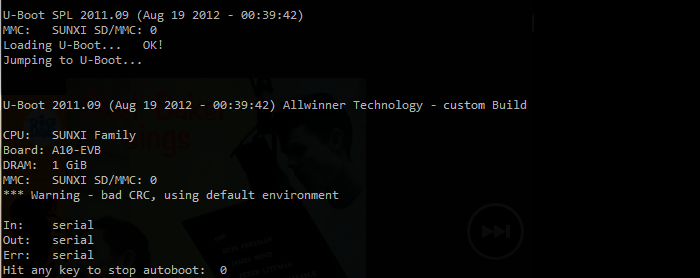 U-Boot SPL 2011.09 (Aug 19 2012 - 00:39:42)
MMC:   SUNXI SD/MMC: 0
Loading U-Boot...   OK!
Jumping to U-Boot...
U-Boot 2011.09 (Aug 19 2012 - 00:39:42) Allwinner Technology - custom Build
CPU:   SUNXI Family
Board: A10-EVB
DRAM:  1 GiB
MMC:   SUNXI SD/MMC: 0
*** Warning - bad CRC, using default environment
In:    serial
Out:   serial
Err:   serial
Hit any key to stop autoboot:  0